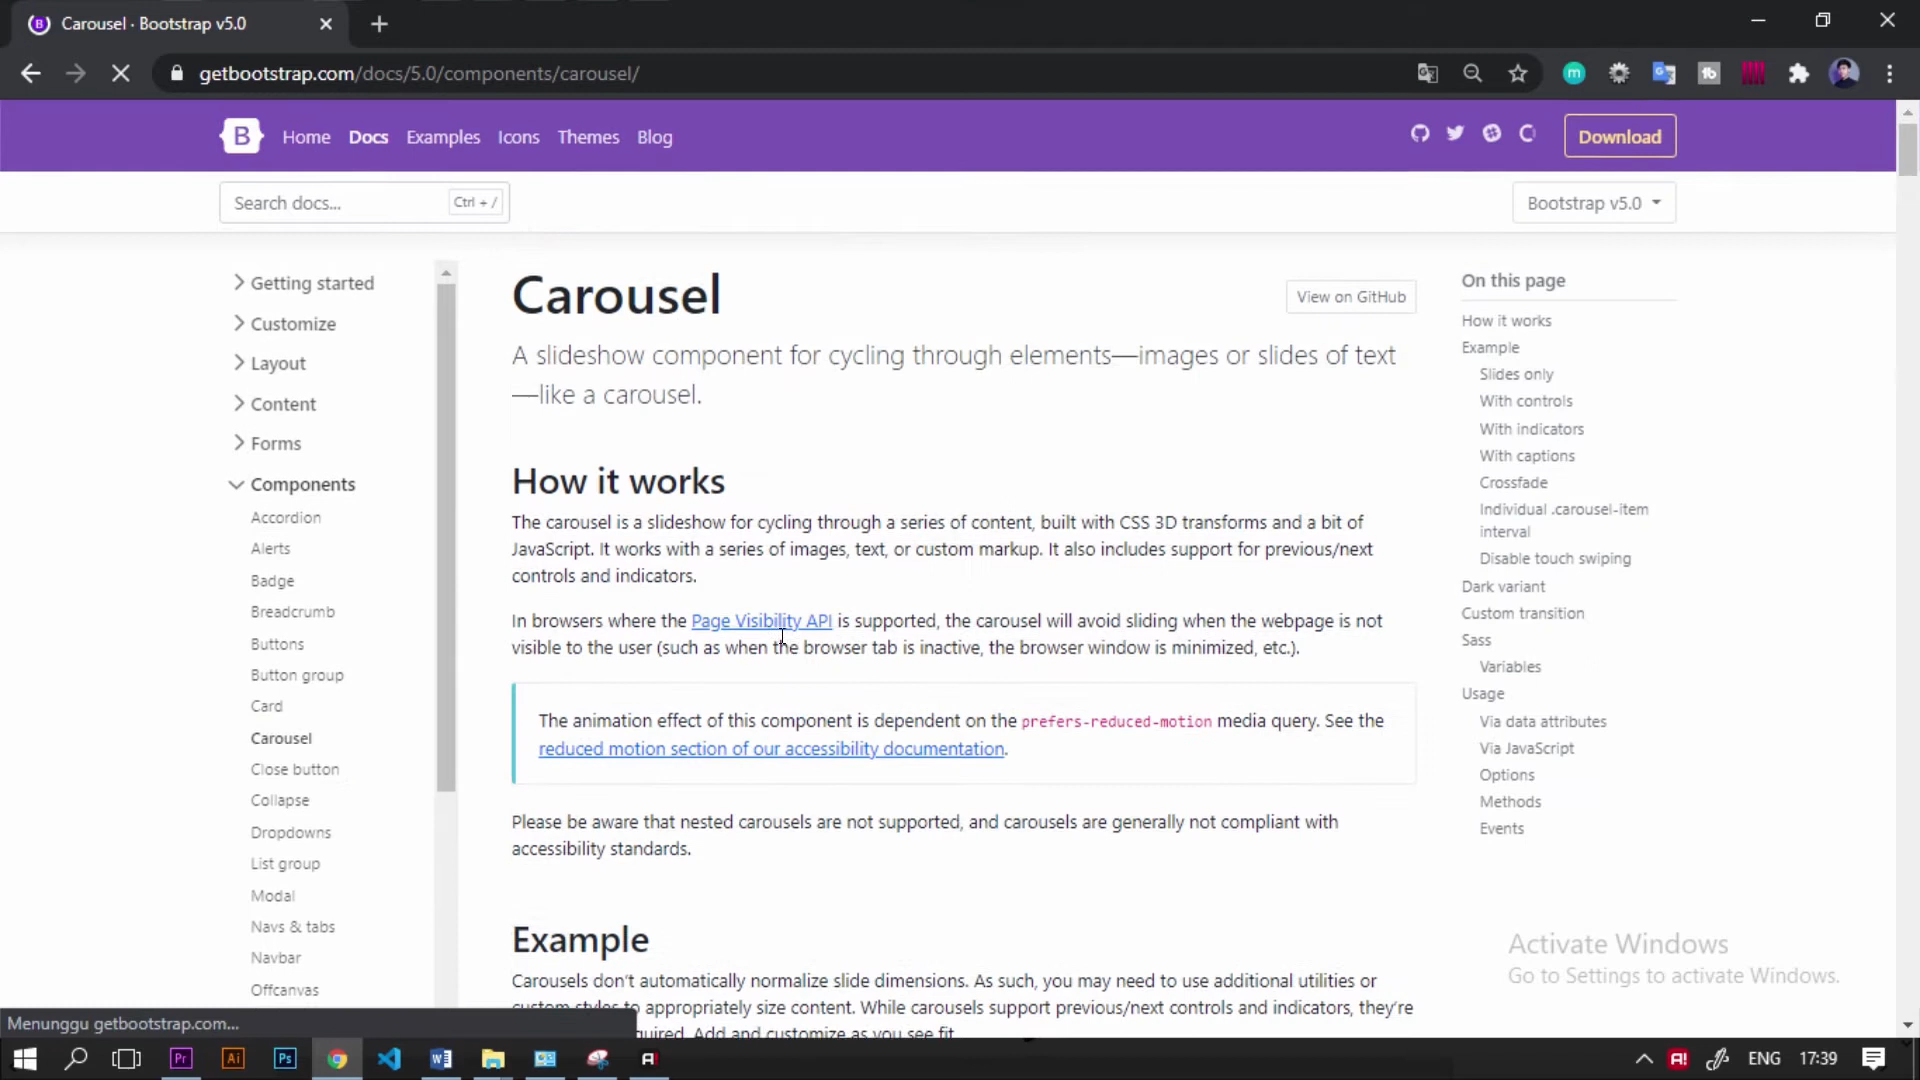 Carousel · Bootstrap v5.0
getbootstrap.com/docs/5.0/components/carousel/
B Home Docs Examples Icons Themes Blog
Download
Search docs... Ctrl + /
Bootstrap v5.0
Getting started
Customize
Layout
Content
Forms
Components
Accordion
Alerts
Badge
Breadcrumb
Buttons
Button group
Card
Carousel
Close button
Collapse
Dropdowns
List group
Modal
Navs & tabs
Navbar
Offcanvas
Carousel
View on GitHub
A slideshow component for cycling through elements—images or slides of text
—like a carousel.
How it works
The carousel is a slideshow for cycling through a series of content, built with CSS 3D transforms and a bit of
JavaScript. It works with a series of images, text, or custom markup. It also includes support for previous/next
controls and indicators.
In browsers where the Page Visibility API is supported, the carousel will avoid sliding when the webpage is not
visible to the user (such as when the browser tab is inactive, the browser window is minimized, etc.).
The animation effect of this component is dependent on the prefers-reduced-motion media query. See the
reduced motion section of our accessibility documentation.
Please be aware that nested carousels are not supported, and carousels are generally not compliant with
accessibility standards.
Example
Carousels don't automatically normalize slide dimensions. As such, you may need to use additional utilities or
custom styles to appropriately size content. While carousels support previous/next controls and indicators, they're
Add and customize as you see fit.
On this page
How it works
Example
Slides only
With controls
With indicators
With captions
Crossfade
Individual .carousel-item
interval
Disable touch swiping
Dark variant
Custom transition
Sass
Variables
Usage
Via data attributes
Via JavaScript
Options
Methods
Events
Activate Windows
Go to Settings to activate Windows.
Menunggu getbootstrap.com...
Pr Ai Ps ENG 17:39